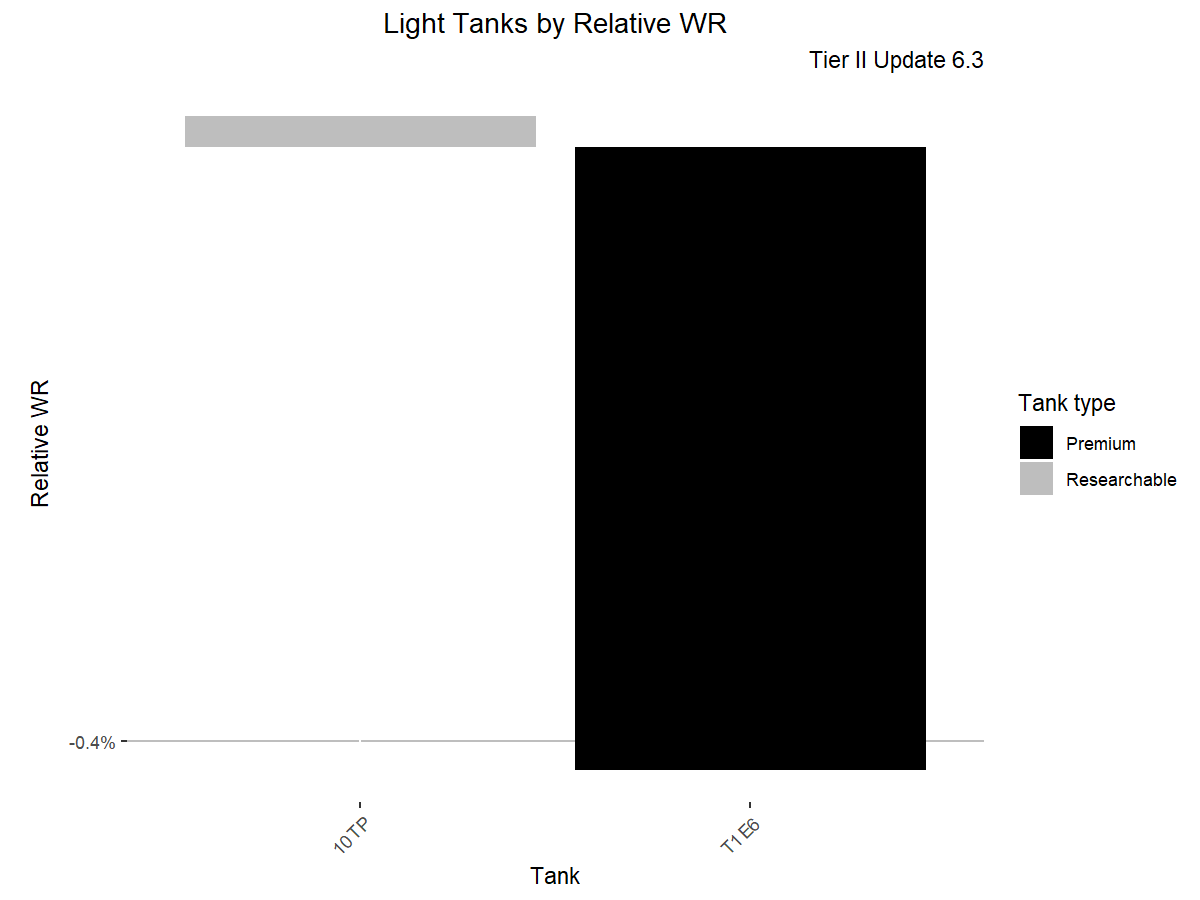 Light Tanks by Relative WR
Tier II Update 6.3
Relative WR
-0.4%
10TP
T1E6
Tank
Tank type
Premium
Researchable